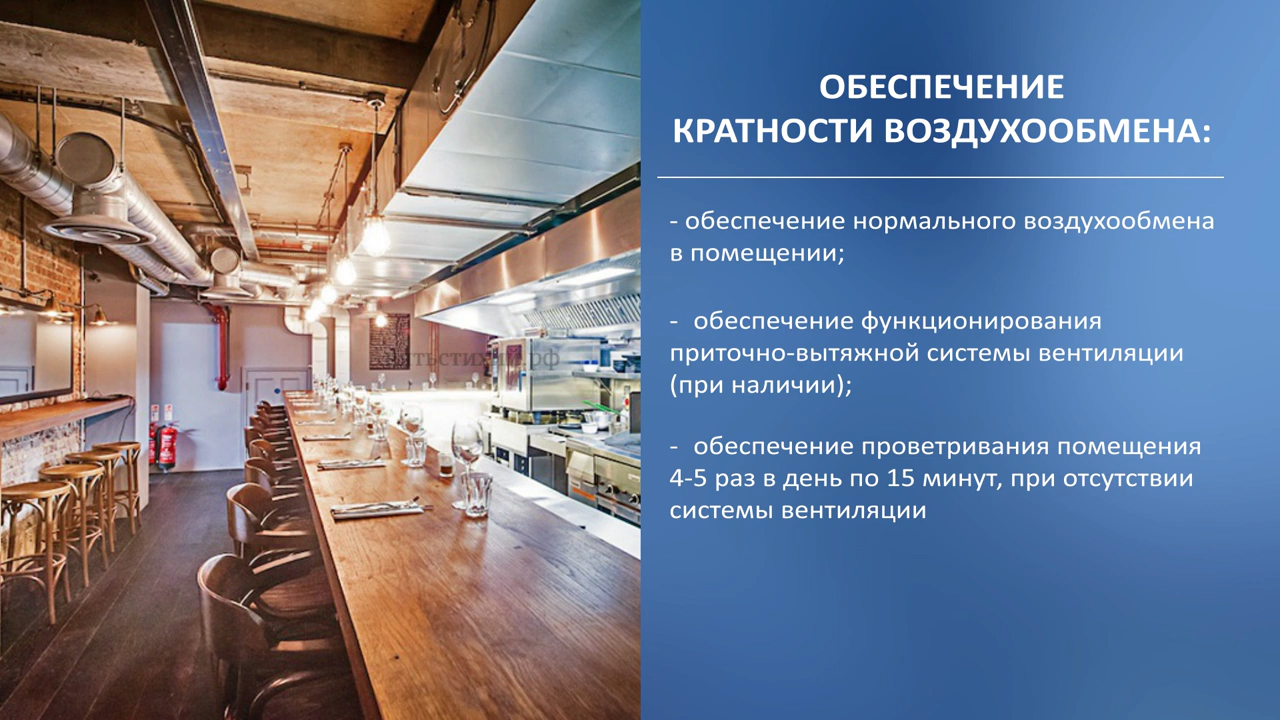 ОБЕСПЕЧЕНИЕ
КРАТНОСТИ ВОЗДУХООБМЕНА:
- обеспечение нормального воздухообмена
в помещении;
- обеспечение функционирования
приточно-вытяжной системы вентиляции
(при наличии);
- обеспечение проветривания помещения
4-5 раз в день по 15 минут, при отсутствии
системы вентиляции